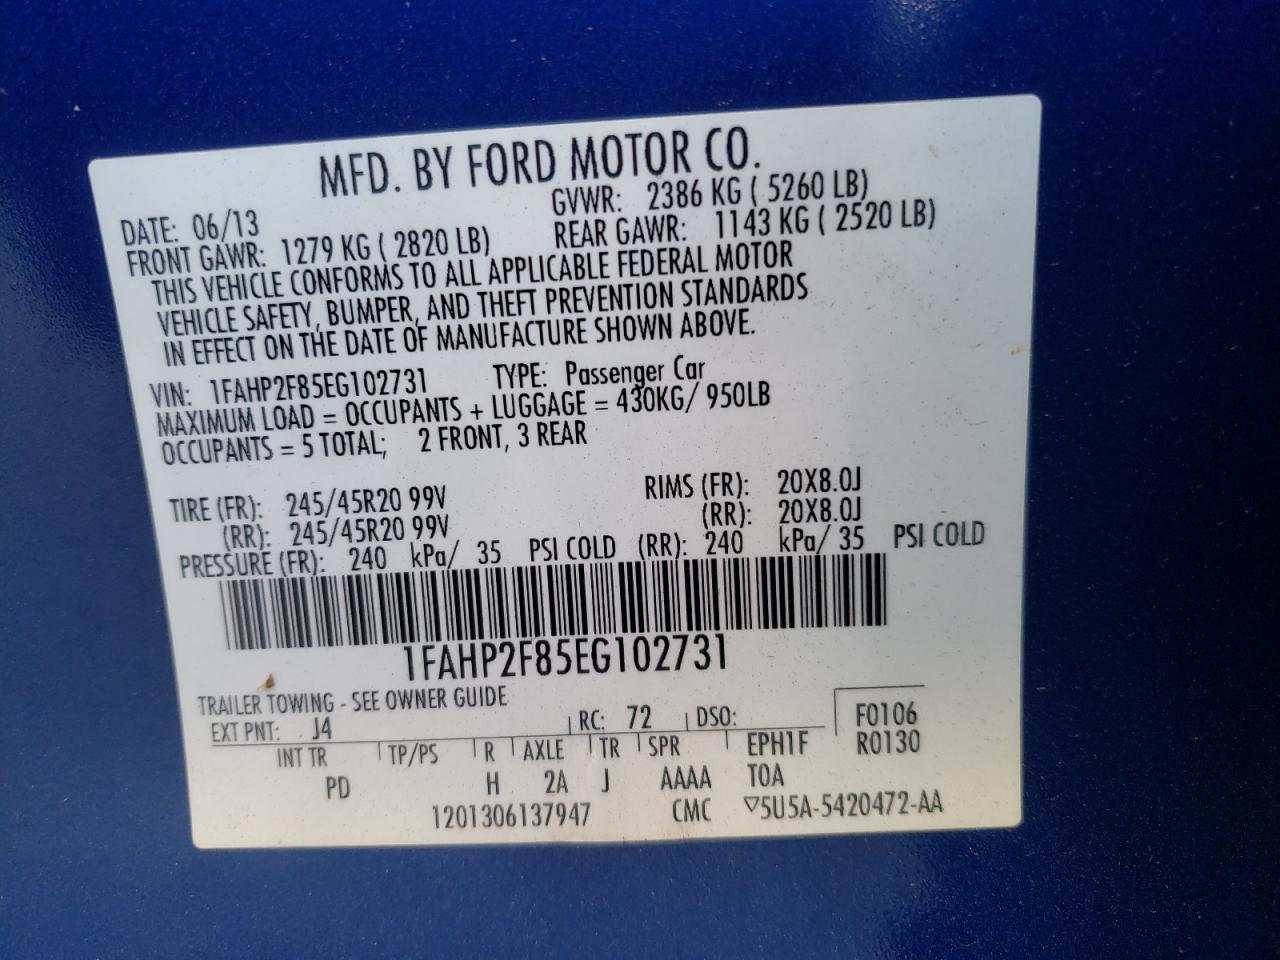 MFD. BY FORD MOTOR CO.
DATE: 06/13 GVWR: 2386 KG ( 5260 LB)
FRONT GAWR: 1279 KG ( 2820 LB) REAR GAWR: 1143 KG ( 2520 LB)
THIS VEHICLE CONFORMS TO ALL APPLICABLE FEDERAL MOTOR
VEHICLE SAFETY, BUMPER, AND THEFT PREVENTION STANDARDS
IN EFFECT ON THE DATE OF MANUFACTURE SHOWN ABOVE.
VIN: 1FAHP2F85EG102731 TYPE: Passenger Car
MAXIMUM LOAD = OCCUPANTS + LUGGAGE = 430KG/ 950LB
OCCUPANTS = 5 TOTAL; 2 FRONT, 3 REAR
TIRE (FR): 245/45R20 99V RIMS (FR): 20X8.0J
(RR): 245/45R20 99V (RR): 20X8.0J
PRESSURE (FR): 240 kPa/ 35 PSI COLD (RR): 240 kPa/ 35 PSI COLD
1FAHP2F85EG102731
TRAILER TOWING - SEE OWNER GUIDE
EXT PNT: J4 RC: 72 DSO: F0106
INT TR TP/PS R AXLE TR SPR EPH1F R0130
PD H 2A J AAAA TOA
1201306137947 CMC ▽5U5A-5420472-AA